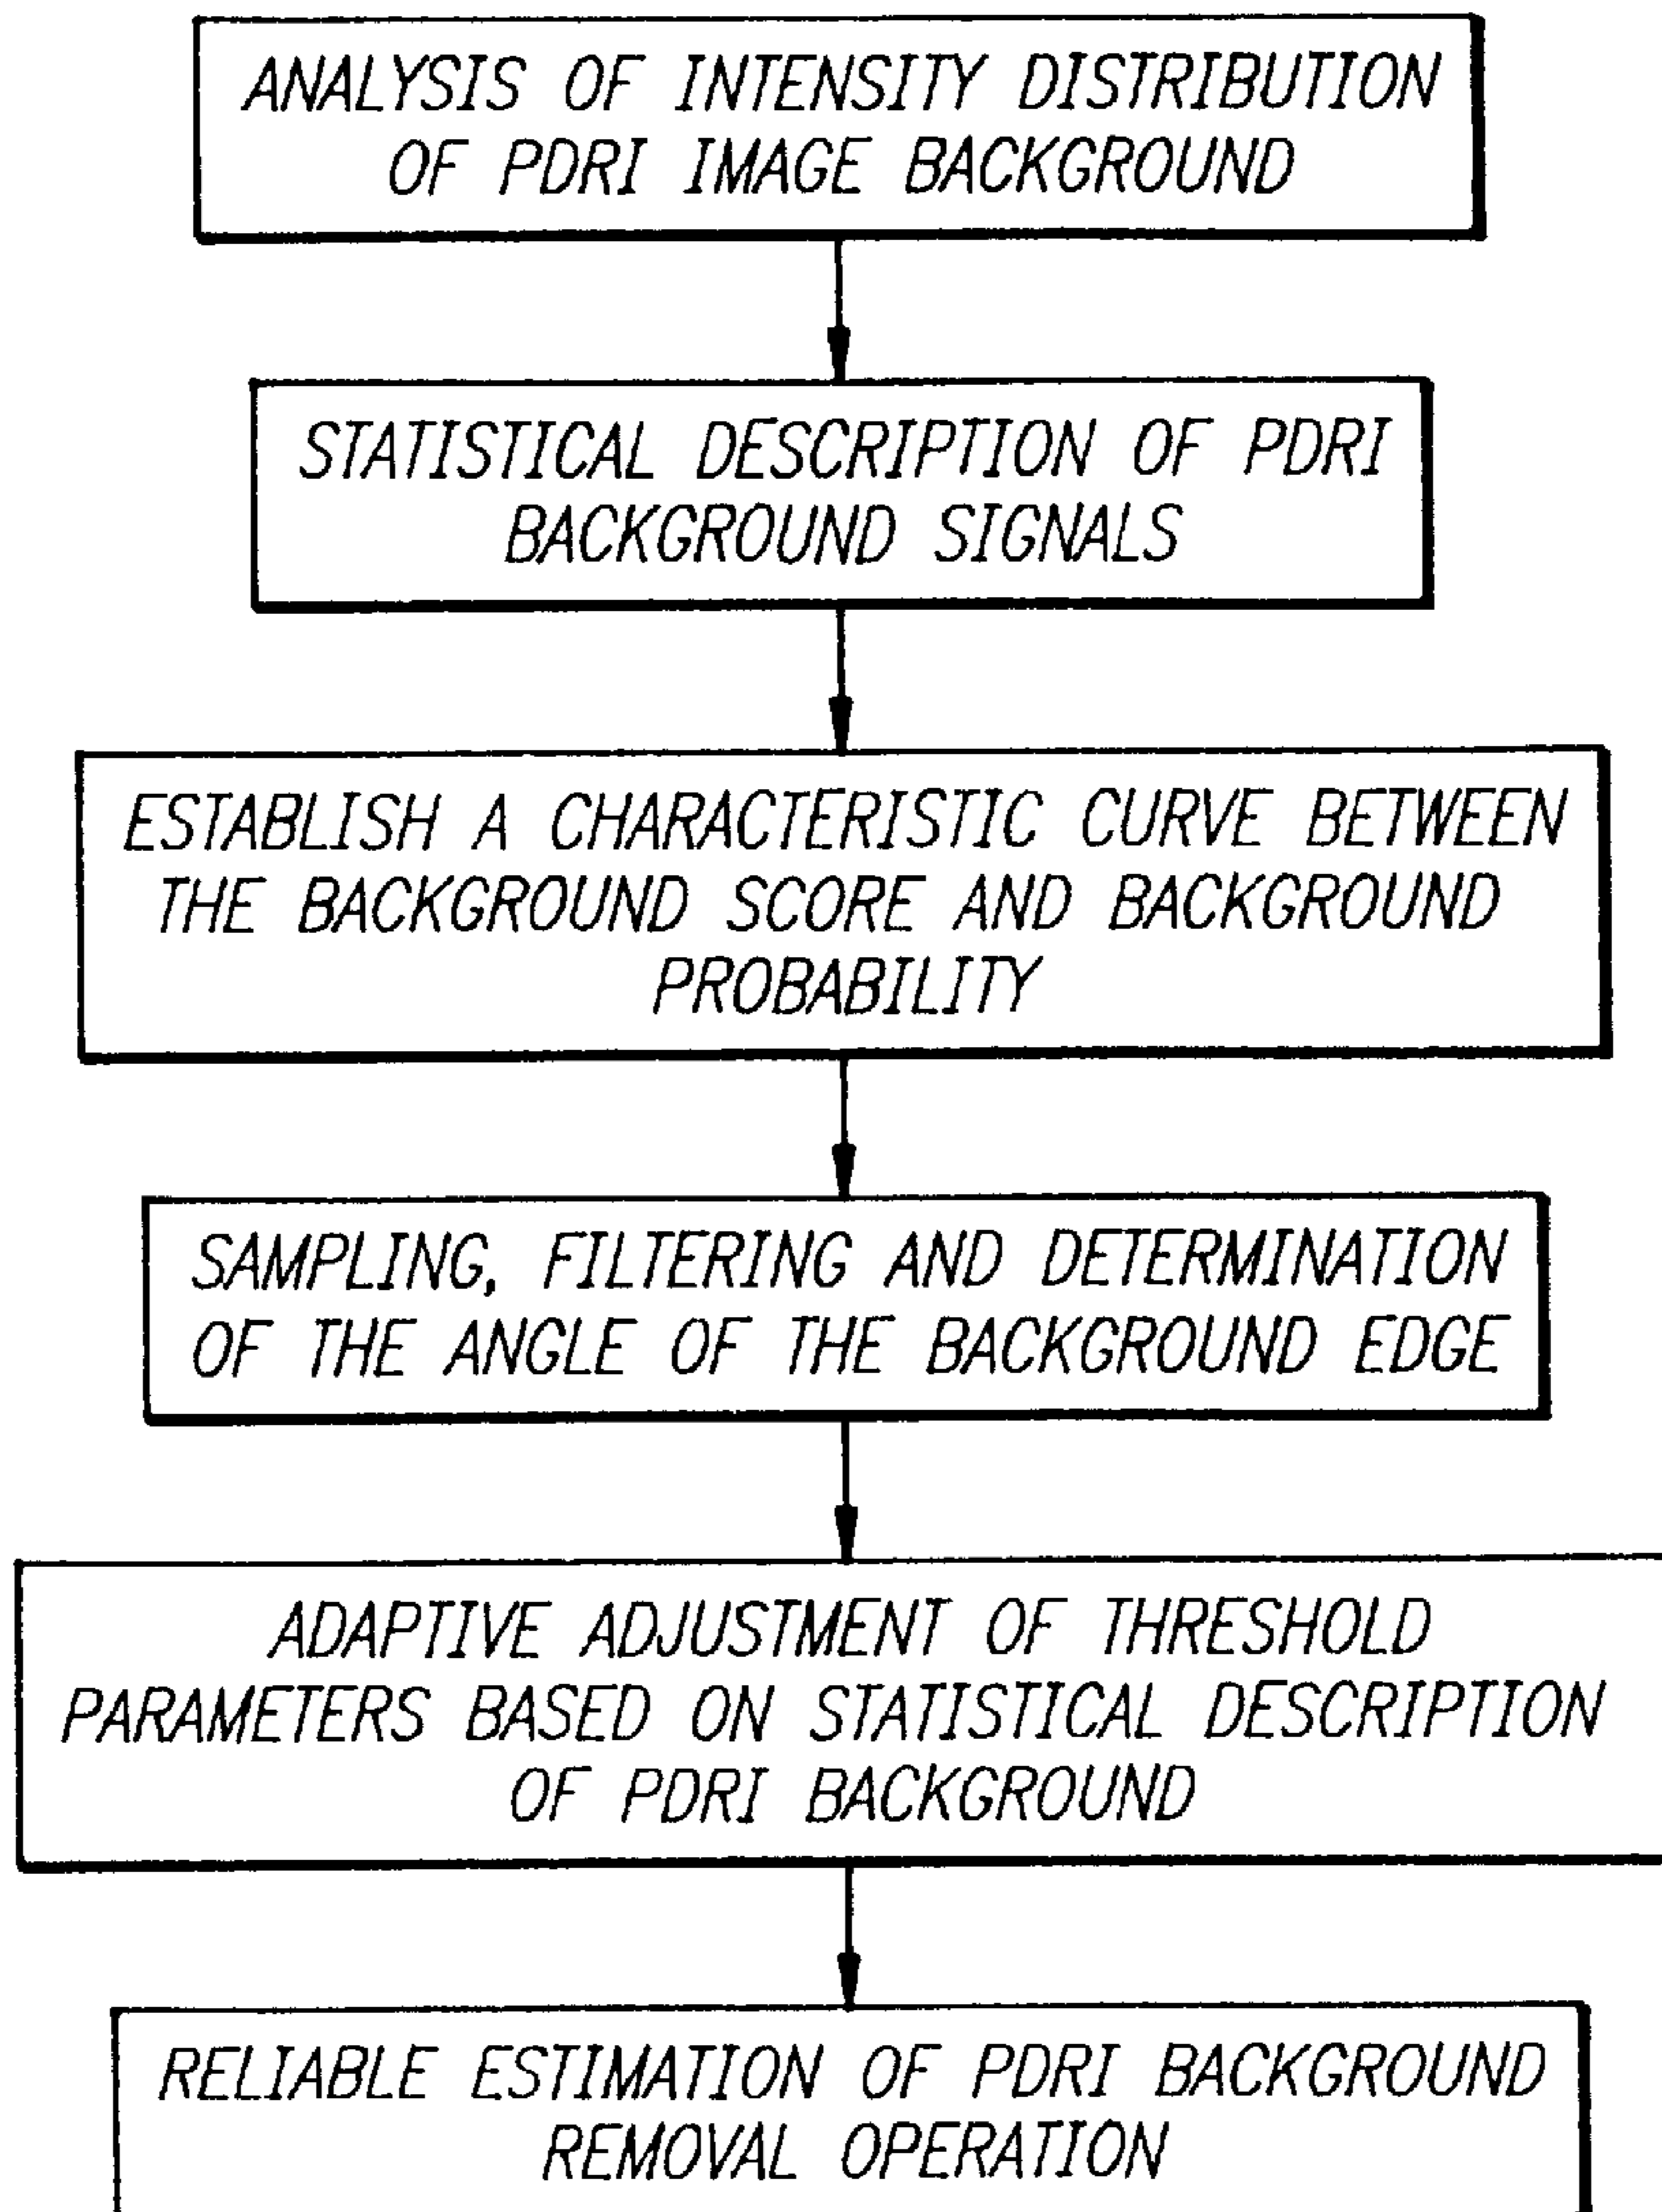 ANALYSIS OF INTENSITY DISTRIBUTION
OF PDRI IMAGE BACKGROUND
STATISTICAL DESCRIPTION OF PDRI
BACKGROUND SIGNALS
ESTABLISH A CHARACTERISTIC CURVE BETWEEN
THE BACKGROUND SCORE AND BACKGROUND
PROBABILITY
SAMPLING, FILTERING AND DETERMINATION
OF THE ANGLE OF THE BACKGROUND EDGE
ADAPTIVE ADJUSTMENT OF THRESHOLD
PARAMETERS BASED ON STATISTICAL DESCRIPTION
OF PDRI BACKGROUND
RELIABLE ESTIMATION OF PDRI BACKGROUND
REMOVAL OPERATION